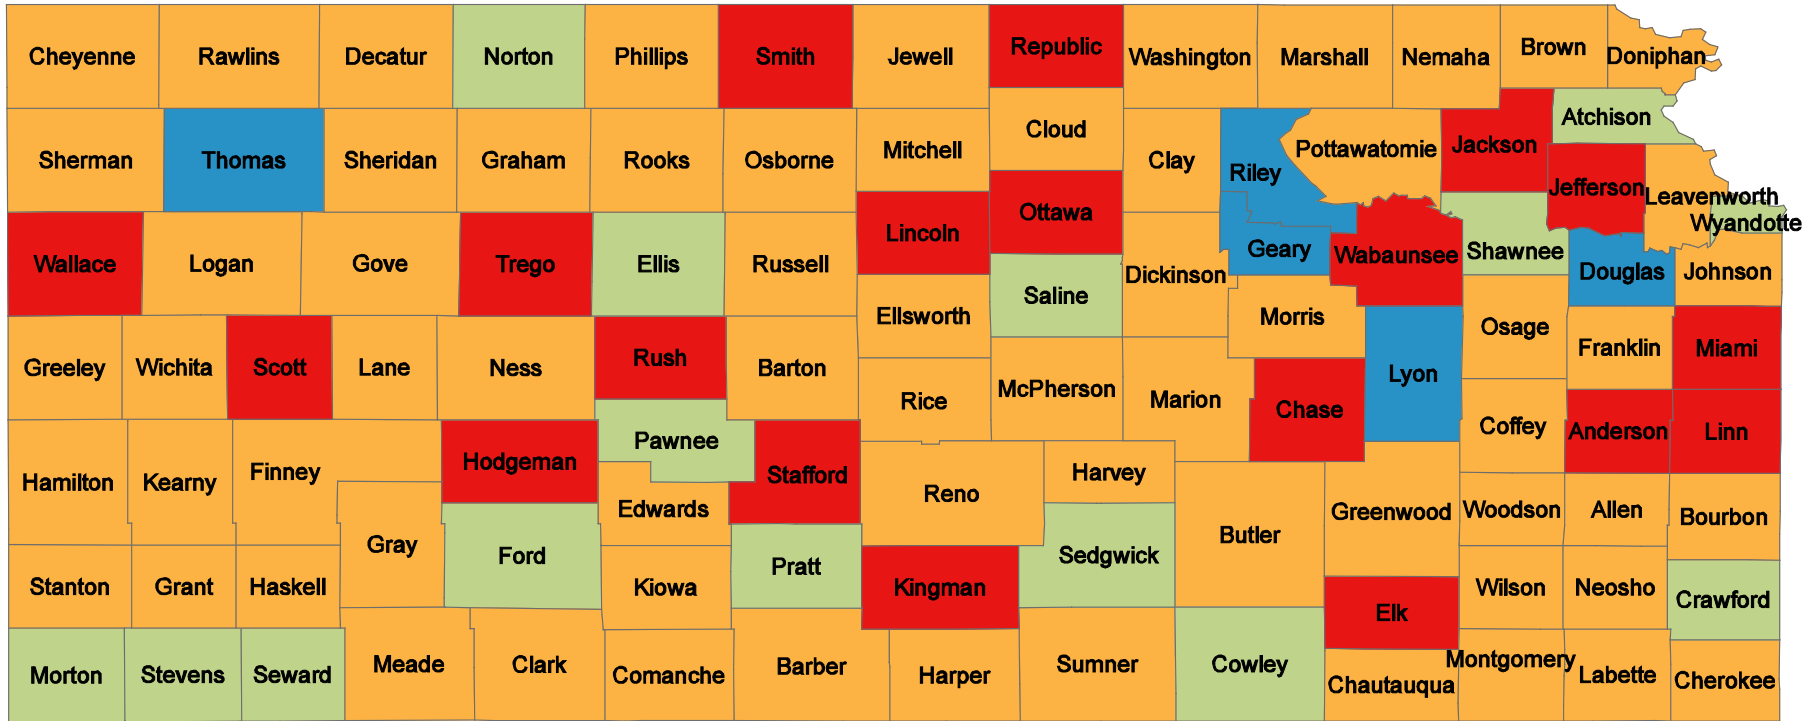 Cheyenne
Rawlins
Decatur
Norton
Phillips
Smith
Jewell
Republic
Washington
Marshall
Nemaha
Brown
Doniphan
Sherman
Thomas
Sheridan
Graham
Rooks
Osborne
Mitchell
Cloud
Clay
Riley
Pottawatomie
Jackson
Atchison
Jefferson
Leavenworth
Wyandotte
Wallace
Logan
Gove
Trego
Ellis
Russell
Lincoln
Ottawa
Saline
Dickinson
Geary
Wabaunsee
Shawnee
Douglas
Johnson
Greeley
Wichita
Scott
Lane
Ness
Rush
Barton
Ellsworth
Rice
McPherson
Marion
Morris
Chase
Lyon
Osage
Franklin
Miami
Coffey
Anderson
Linn
Hamilton
Kearny
Finney
Hodgeman
Pawnee
Stafford
Edwards
Reno
Harvey
Gray
Ford
Pratt
Kiowa
Kingman
Sedgwick
Butler
Greenwood
Woodson
Allen
Bourbon
Stanton
Grant
Haskell
Elk
Wilson
Neosho
Crawford
Morton
Stevens
Seward
Meade
Clark
Comanche
Barber
Harper
Sumner
Cowley
Chautauqua
Montgomery
Labette
Cherokee